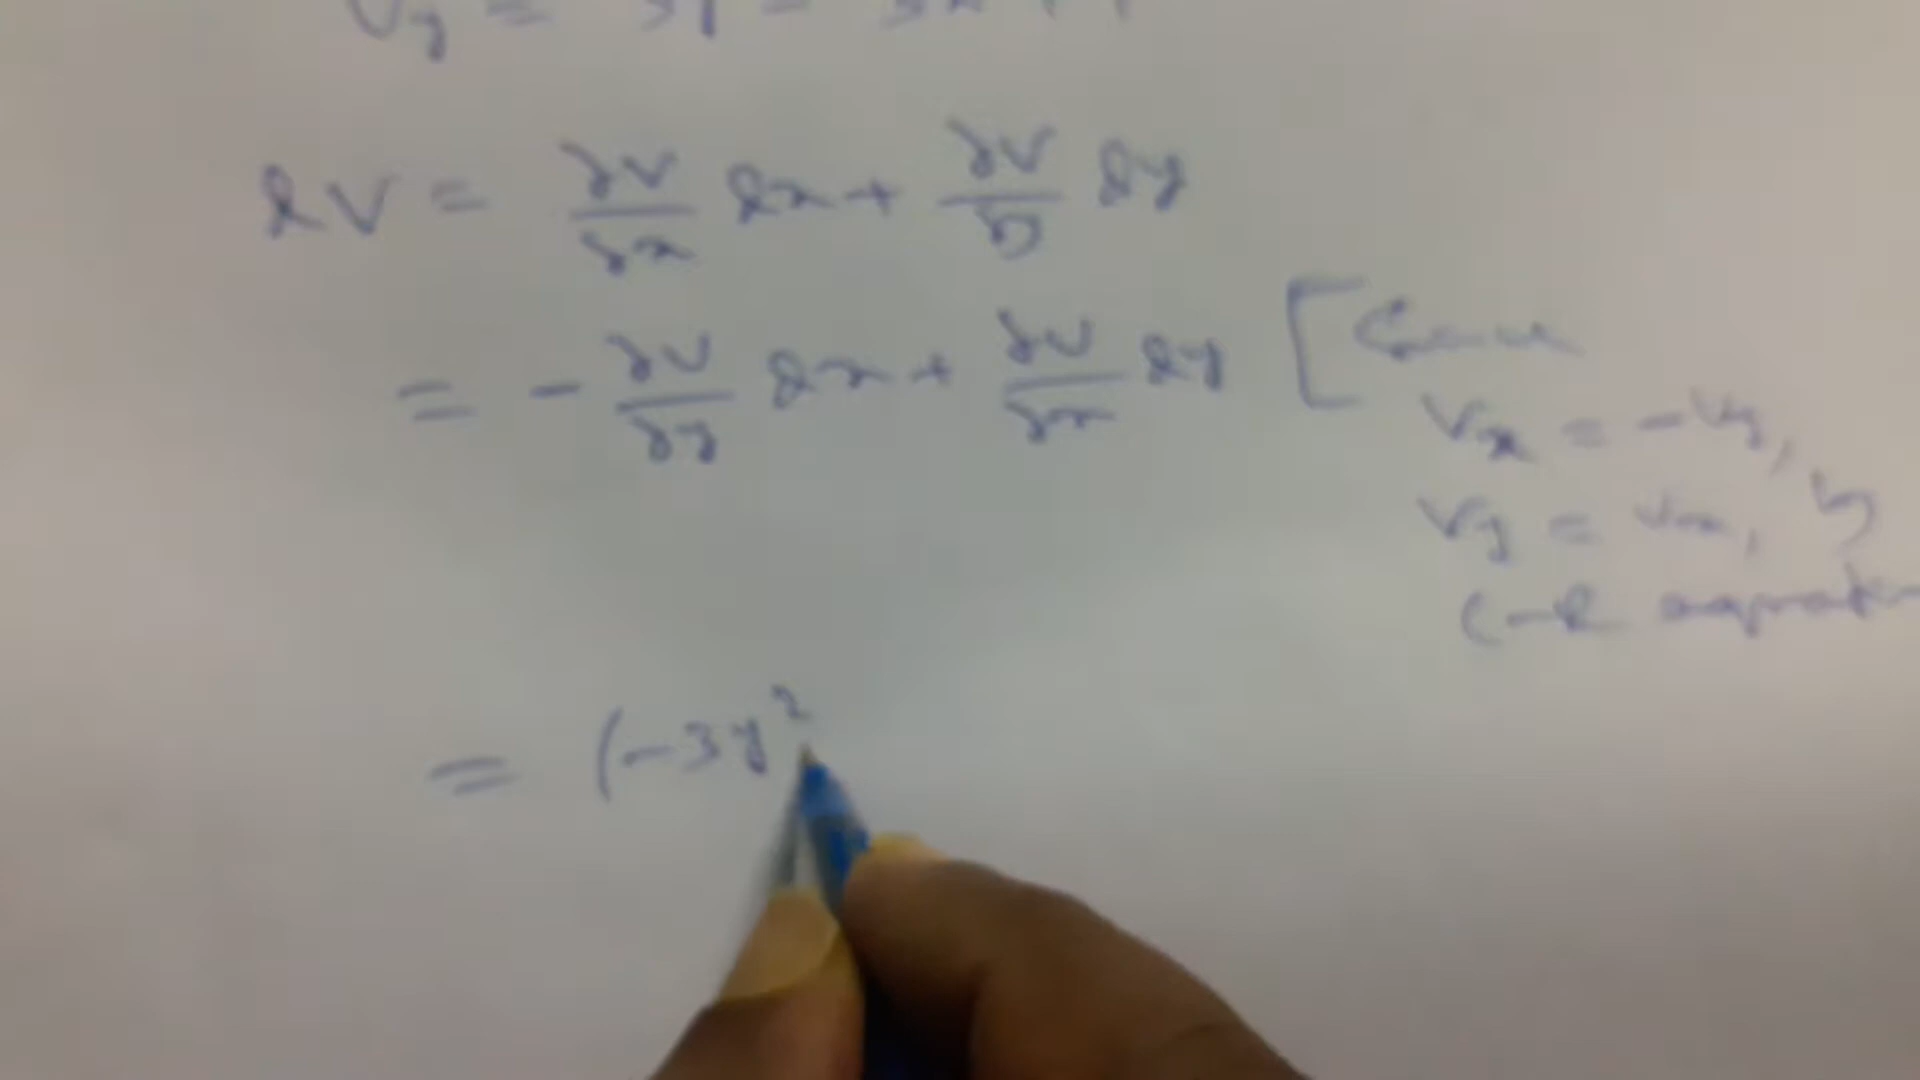 dV = ∂V/∂x dx + ∂V/∂y dy
= - ∂u/∂y dx + ∂u/∂x dy [
Vx = -uy,
Vy = ux, by
C-R equation
= (-3y²